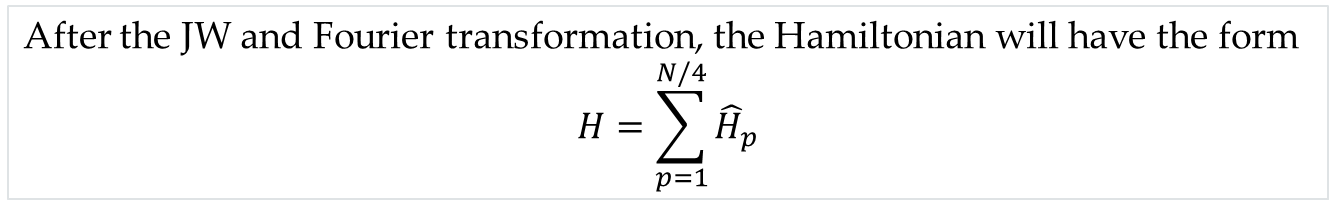 After the JW and Fourier transformation, the Hamiltonian will have the form
N/4
H = ∑ Ĥ_p
p=1